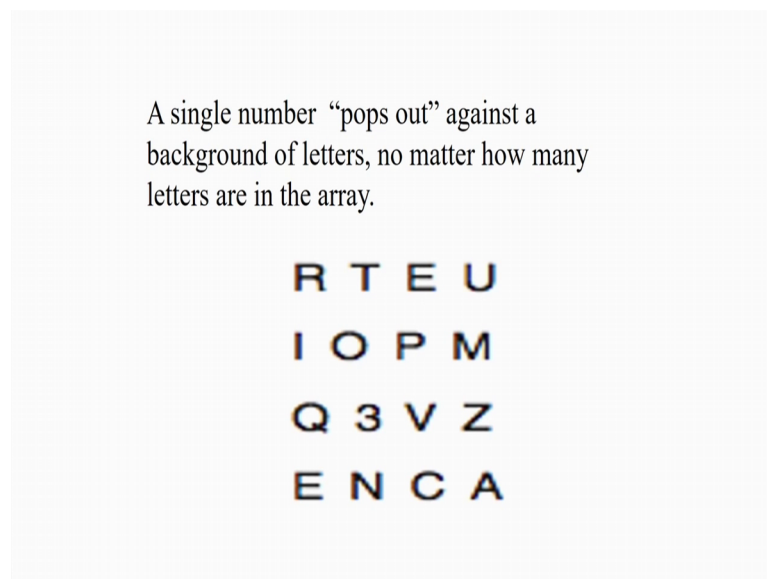 A single number “pops out” against a
background of letters, no matter how many
letters are in the array.
R T E U
I O P M
Q 3 V Z
E N C A